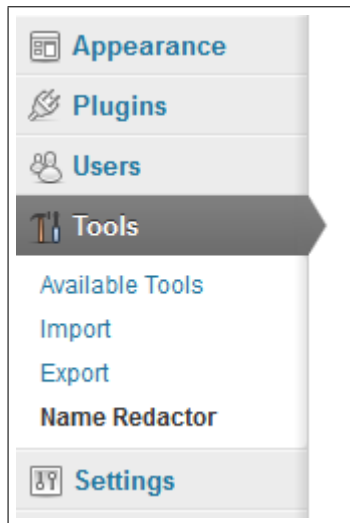 Appearance
Plugins
Users
Tools
Available Tools
Import
Export
Name Redactor
Settings